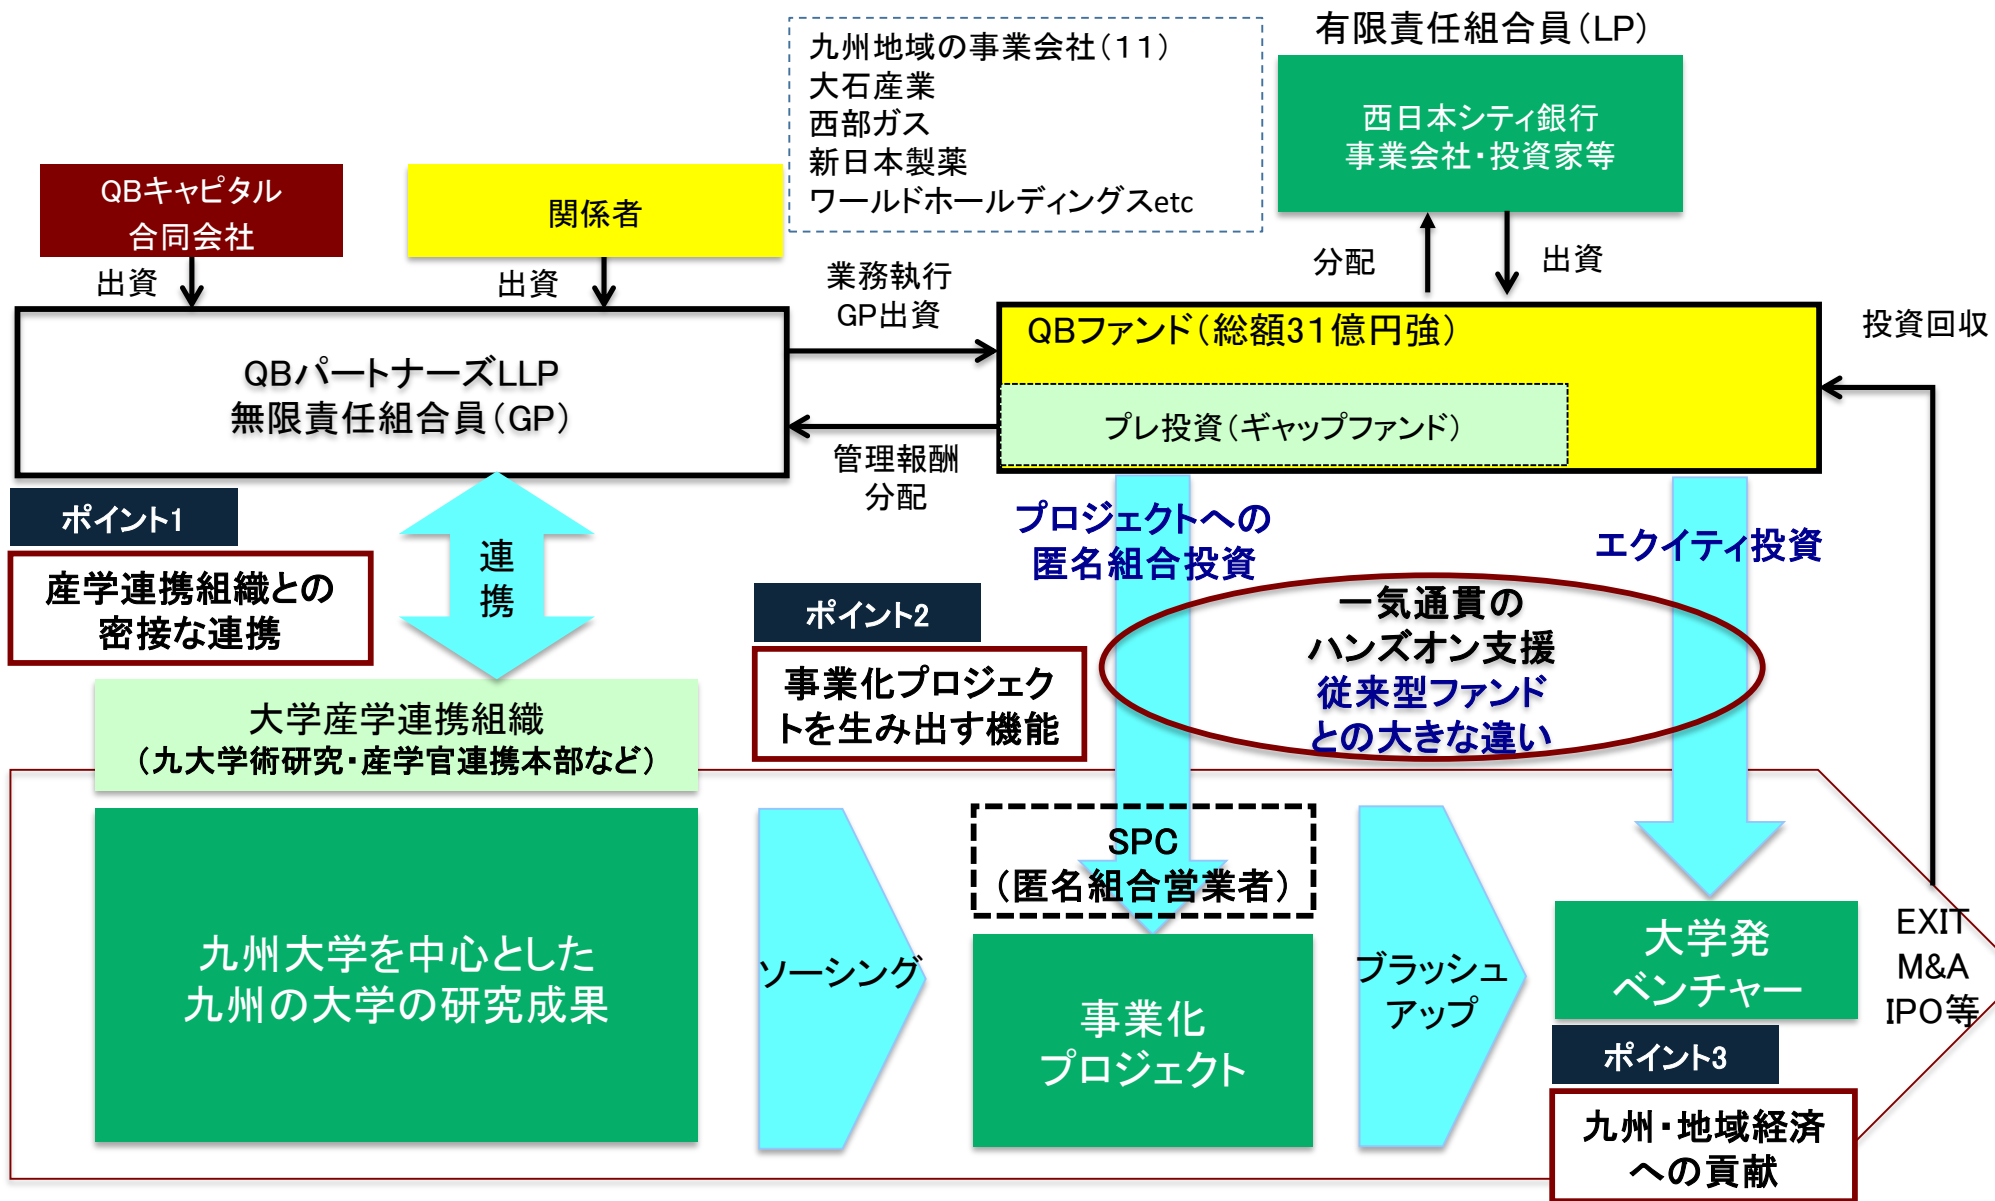 有限責任組合員(LP)
九州地域の事業会社(11)
大石産業
西部ガス
新日本製薬
ワールドホールディングスetc
西日本シティ銀行
事業会社・投資家等
QBキャピタル
合同会社
関係者
出資
出資
業務執行
GP出資
分配
出資
投資回収
QBパートナーズLLP
無限責任組合員(GP)
QBファンド(総額31億円強)
プレ投資(ギャップファンド)
管理報酬
分配
ポイント1
産学連携組織との
密接な連携
連
携
プロジェクトへの
匿名組合投資
エクイティ投資
ポイント2
事業化プロジェク
トを生み出す機能
一気通貫の
ハンズオン支援
従来型ファンド
との大きな違い
大学産学連携組織
(九大学術研究・産学官連携本部など)
九州大学を中心とした
九州の大学の研究成果
ソーシング
SPC
(匿名組合営業者)
事業化
プロジェクト
ブラッシュ
アップ
大学発
ベンチャー
EXIT
M&A
IPO等
ポイント3
九州・地域経済
への貢献